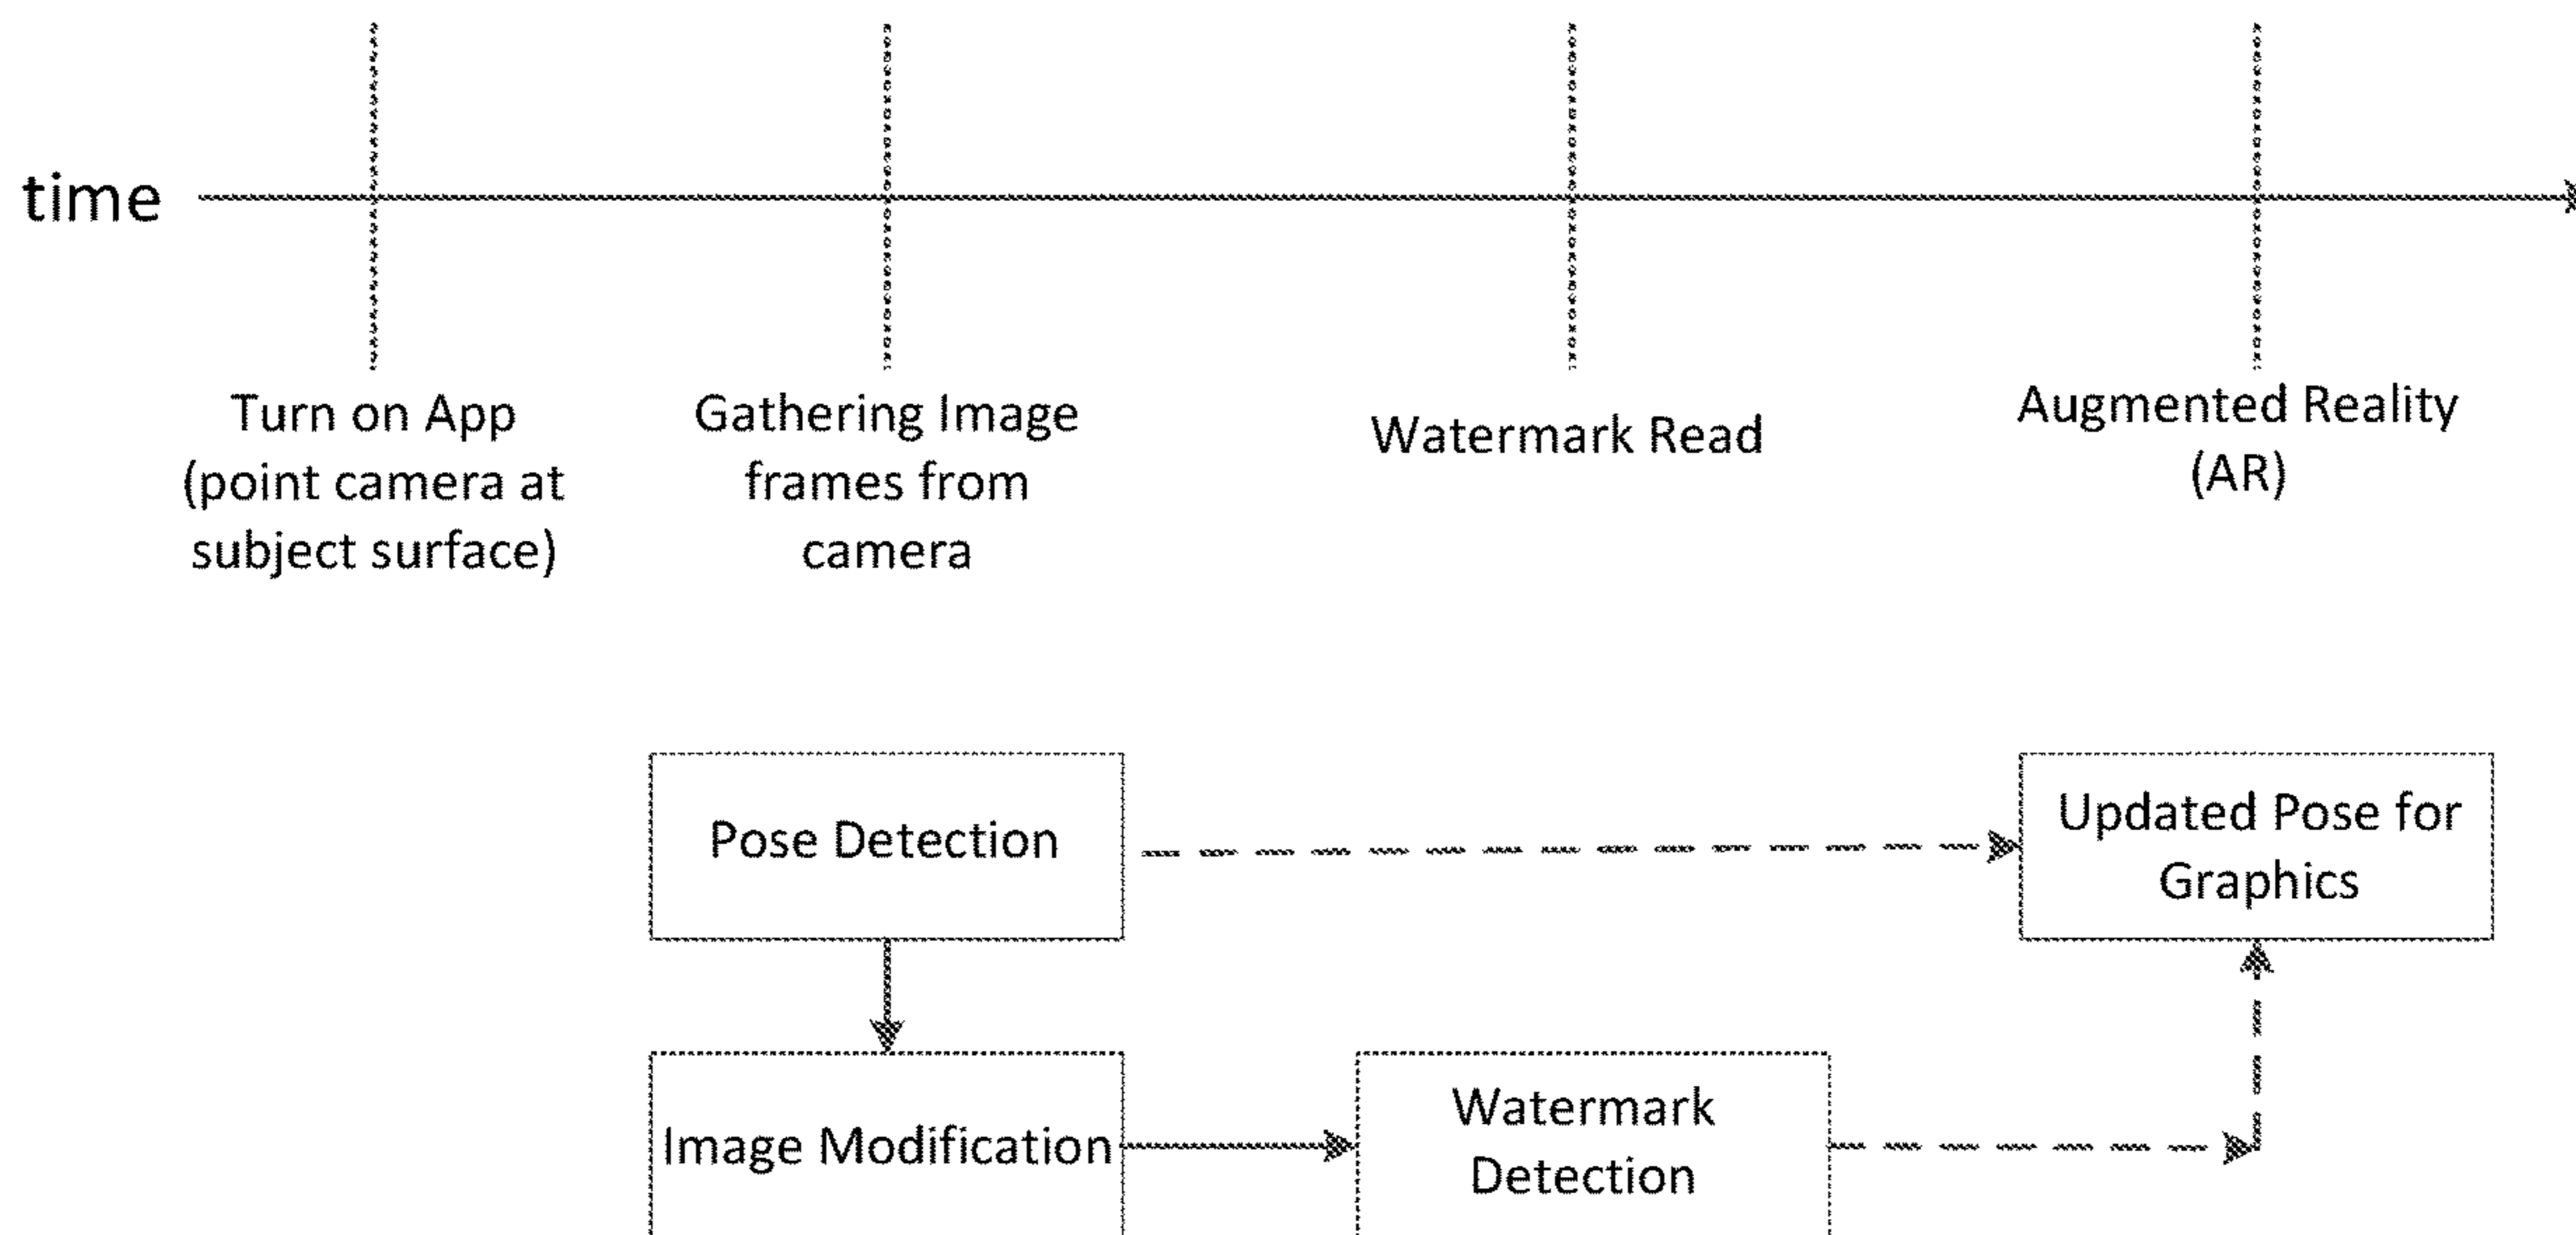 time
Turn on App
(point camera at
subject surface)
Gathering Image
frames from
camera
Watermark Read
Augmented Reality
(AR)
Pose Detection
Updated Pose for
Graphics
Image Modification
Watermark
Detection